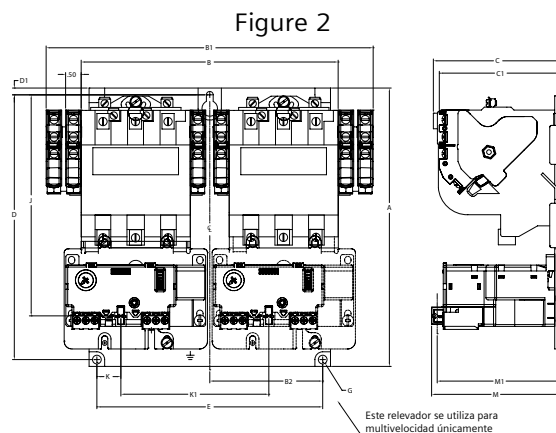 Figure 2
B1
B
C
C1
D1
.50
D
J
A
℄
K
K1
B2
E
G
M1
M
Este relevador se utiliza para
multivelocidad únicamente